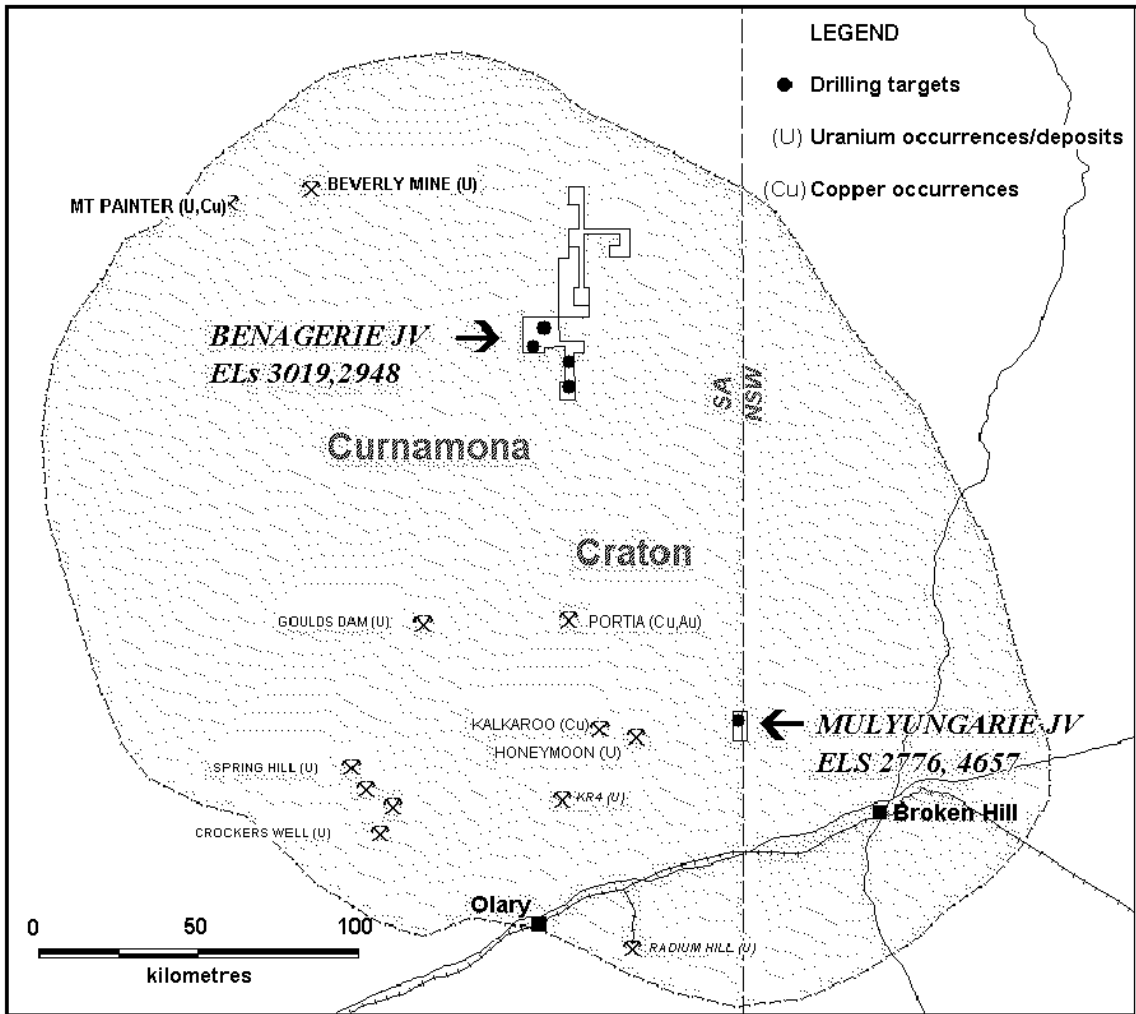 LEGEND
Drilling targets
(U) Uranium occurrences/deposits
(Cu) Copper occurrences
BEVERLY MINE (U)
MT PAINTER (U,Cu)
BENAGERIE JV
ELs 3019,2948
SA
NSW
Curnamona
Craton
GOULDS DAM (U)
PORTIA (Cu,Au)
KALKAROO (Cu)
HONEYMOON (U)
MULYUNGARIE JV
ELS 2776, 4657
SPRING HILL (U)
KR4 (U)
CROCKERS WELL (U)
Broken Hill
Olary
RADIUM HILL (U)
0 50 100
kilometres